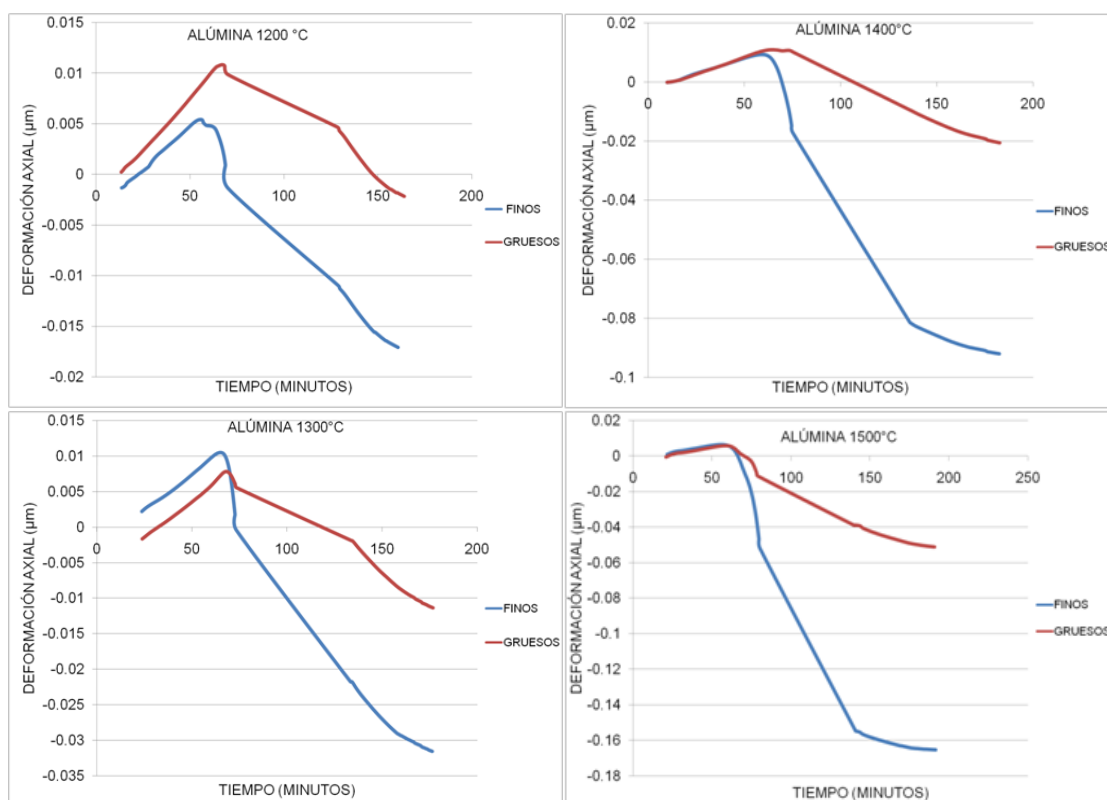 ALÚMINA 1200 °C
0.015
0.01
0.005
0
-0.005
-0.01
-0.015
-0.02
0 50 100 150 200
DEFORMACIÓN AXIAL (µm)
TIEMPO (MINUTOS)
FINOS
GRUESOS
ALÚMINA 1400°C
0.02
0
-0.02
-0.04
-0.06
-0.08
-0.1
0 50 100 150 200
DEFORMACIÓN AXIAL (µm)
TIEMPO (MINUTOS)
FINOS
GRUESOS
ALÚMINA 1300°C
0.015
0.01
0.005
0
-0.005
-0.01
-0.015
-0.02
-0.025
-0.03
-0.035
0 50 100 150 200
DEFORMACIÓN AXIAL (µm)
TIEMPO (MINUTOS)
FINOS
GRUESOS
ALÚMINA 1500°C
0.02
0
-0.02
-0.04
-0.06
-0.08
-0.1
-0.12
-0.14
-0.16
-0.18
0 50 100 150 200 250
DEFORMACIÓN AXIAL (µm)
TIEMPO (MINUTOS)
FINOS
GRUESOS